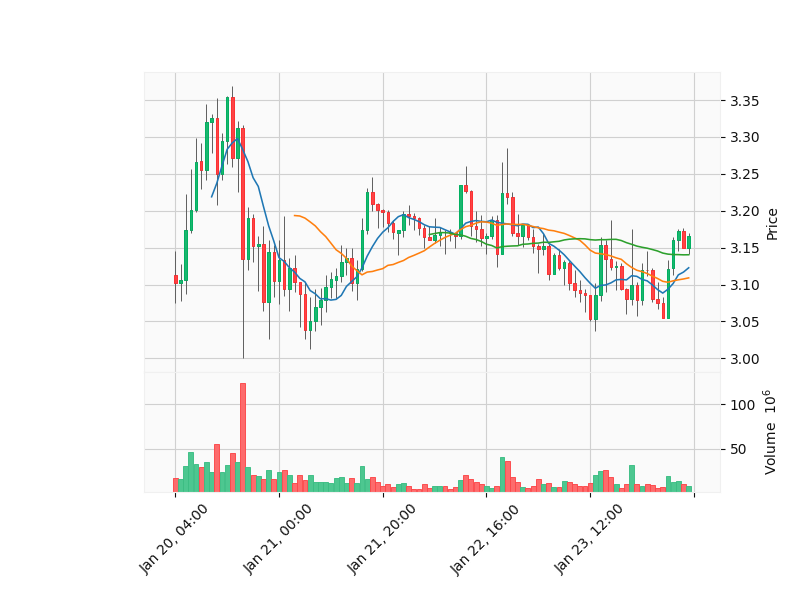 3.35
3.30
3.25
3.20
3.15
3.10
3.05
3.00
Price
100
50
Volume 10^6
Jan 20, 04:00
Jan 21, 00:00
Jan 21, 20:00
Jan 22, 16:00
Jan 23, 12:00